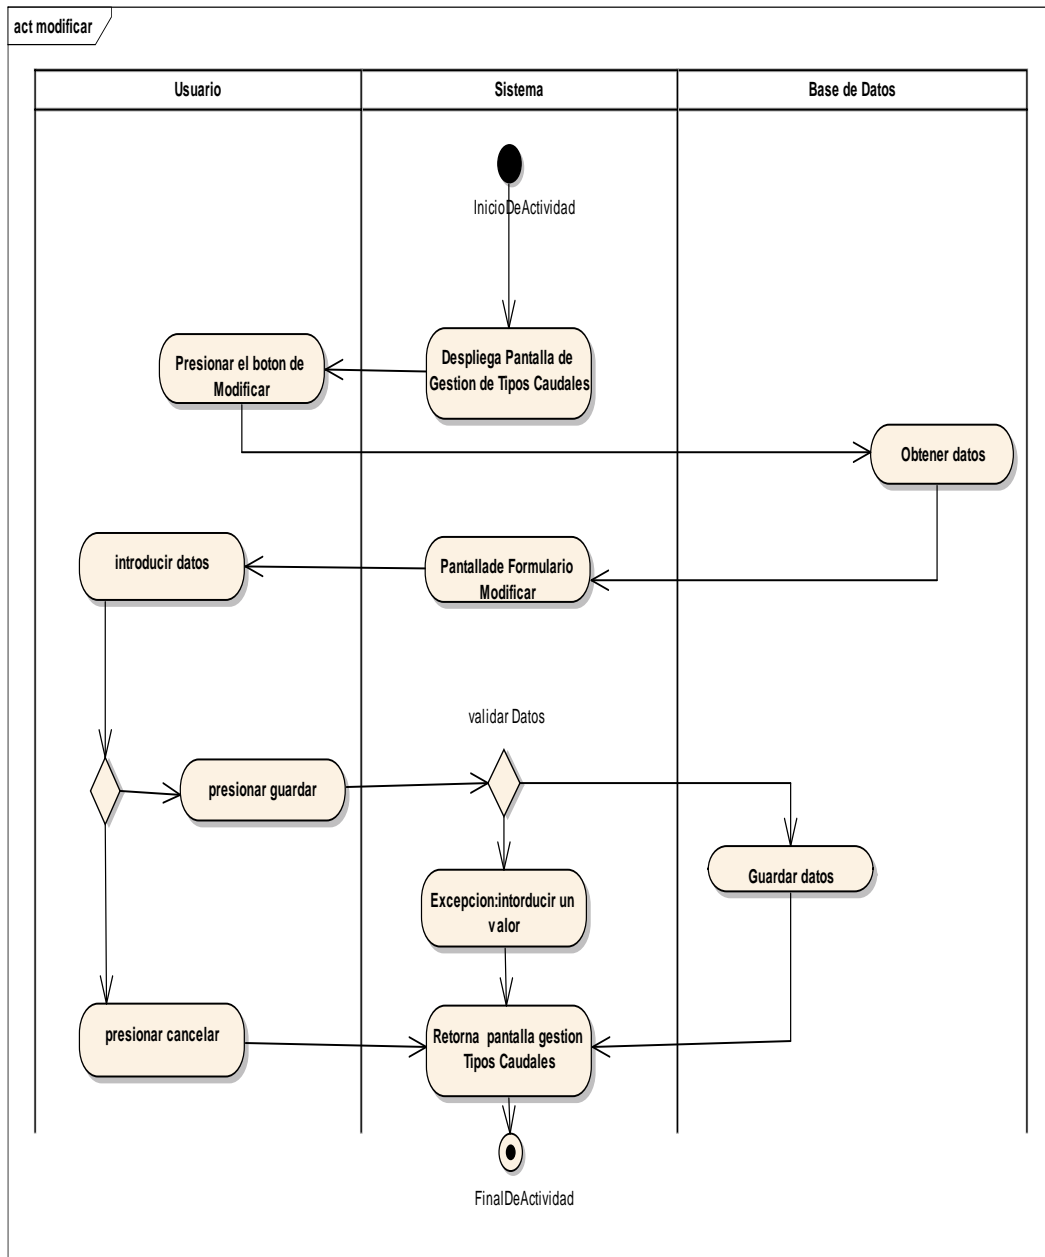 act modificar
Usuario
Sistema
Base de Datos
InicioDeActividad
Despliega Pantalla de
Gestion de Tipos Caudales
Presionar el boton de
Modificar
Obtener datos
introducir datos
Pantallade Formulario
Modificar
validar Datos
presionar guardar
Guardar datos
Excepcion:intorducir un
valor
presionar cancelar
Retorna pantalla gestion
Tipos Caudales
FinalDeActividad